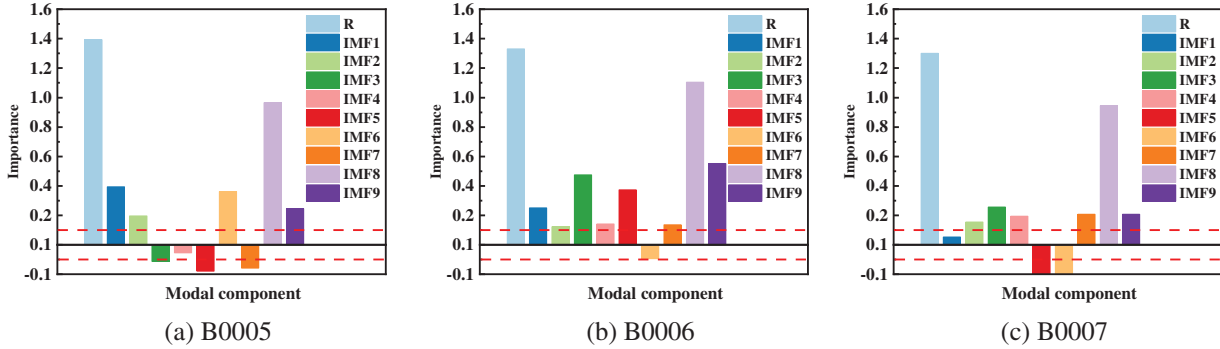 1.6
1.4
1.2
1.0
0.8
0.6
0.4
0.2
0.1
-0.1
Importance
R
IMF1
IMF2
IMF3
IMF4
IMF5
IMF6
IMF7
IMF8
IMF9
Modal component
(a) B0005
1.6
1.4
1.2
1.0
0.8
0.6
0.4
0.2
0.1
-0.1
Importance
R
IMF1
IMF2
IMF3
IMF4
IMF5
IMF6
IMF7
IMF8
IMF9
Modal component
(b) B0006
1.6
1.4
1.2
1.0
0.8
0.6
0.4
0.2
0.1
-0.1
Importance
R
IMF1
IMF2
IMF3
IMF4
IMF5
IMF6
IMF7
IMF8
IMF9
Modal component
(c) B0007